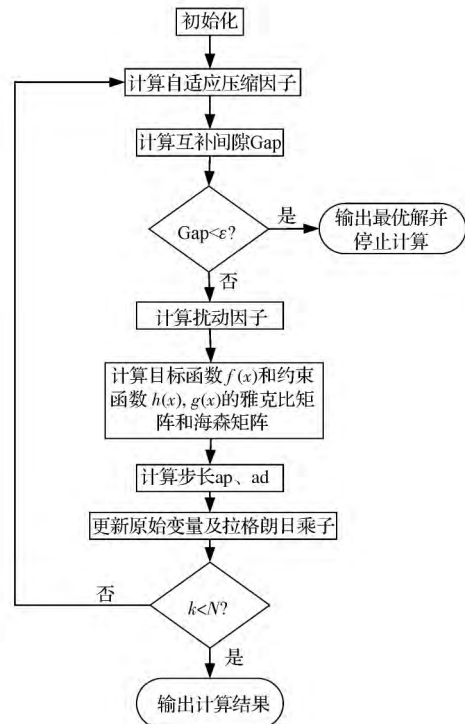 初始化
计算自适应压缩因子
计算互补间隙Gap
Gap<ε?
是
输出最优解并
停止计算
否
计算扰动因子
计算目标函数 f (x)和约束
函数 h(x), g(x)的雅克比矩
阵和海森矩阵
计算步长ap、ad
更新原始变量及拉格朗日乘子
否
k<N?
是
输出计算结果